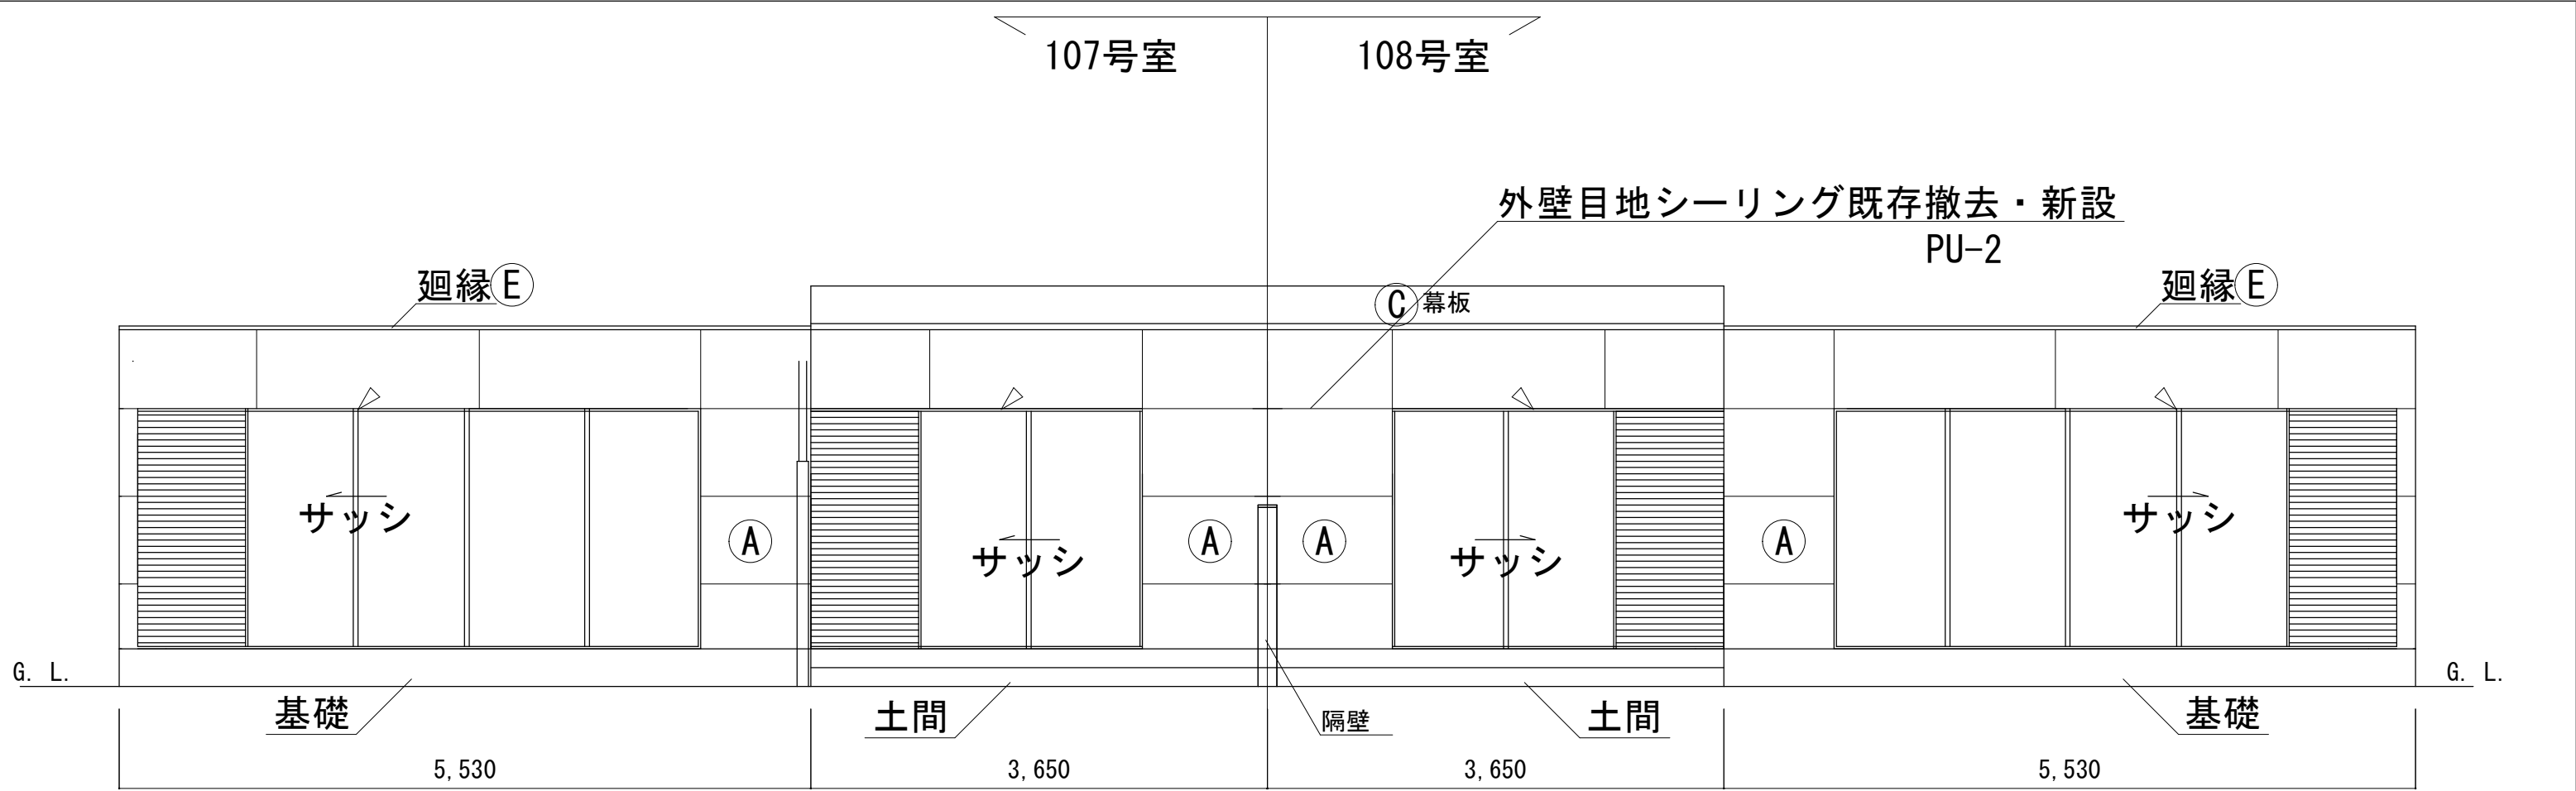 107号室
108号室
外壁目地シーリング既存撤去・新設
PU-2
廻縁Ⓔ
Ⓒ幕板
廻縁Ⓔ
サッシ
サッシ
Ⓐ
サッシ
Ⓐ
Ⓐ
サッシ
Ⓐ
G. L.
G. L.
基礎
土間
隔壁
土間
基礎
5,530
3,650
3,650
5,530